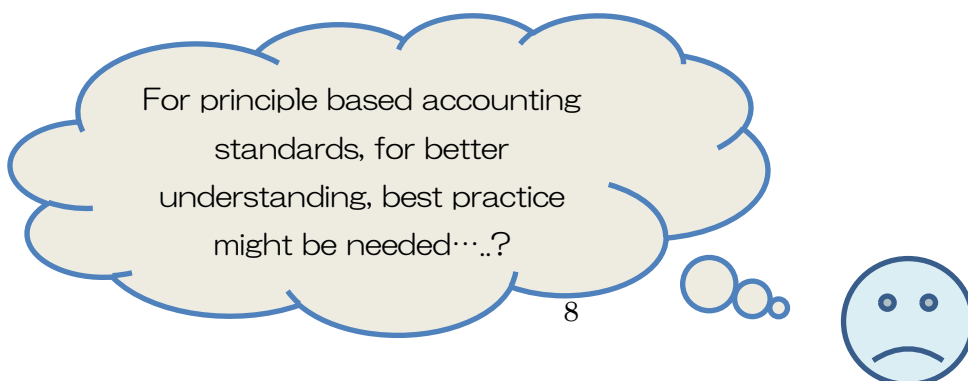 For principle based accounting
standards, for better
understanding, best practice
might be needed…..?
8